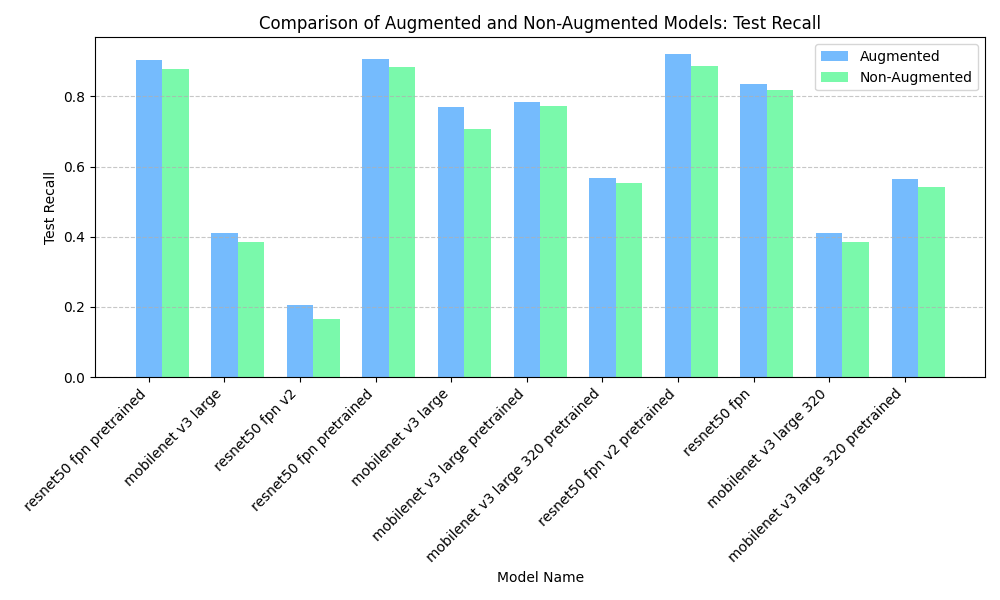 Comparison of Augmented and Non-Augmented Models: Test Recall
Augmented
Non-Augmented
Test Recall
0.8
0.6
0.4
0.2
0.0
resnet50 fpn pretrained
mobilenet v3 large
resnet50 fpn v2
resnet50 fpn pretrained
mobilenet v3 large
mobilenet v3 large pretrained
mobilenet v3 large 320 pretrained
resnet50 fpn v2 pretrained
resnet50 fpn
mobilenet v3 large 320
mobilenet v3 large 320 pretrained
Model Name